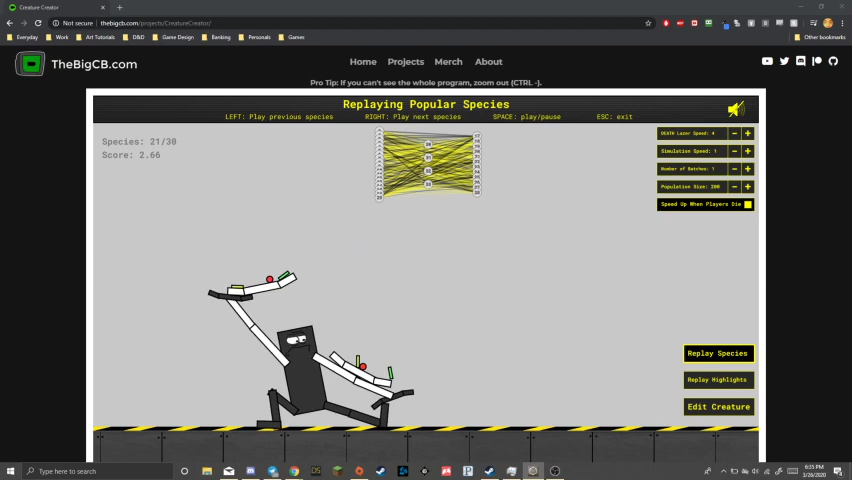 Creature Creator
Not secure | thebigcb.com/projects/CreatureCreator/
Everyday Work Art Tutorials D&D Game Design Banking Personals Games Other bookmarks
TheBigCB.com Home Projects Merch About
Pro Tip: If you can't see the whole program, zoom out (CTRL -).
Replaying Popular Species
LEFT: Play previous species RIGHT: Play next species SPACE: play/pause ESC: exit
Species: 21/30
Score: 2.66
DEATH Lazer Speed: 4 - +
Simulation Speed: 1 - +
Number of Batches: 1 - +
Population Size: 200 - +
Speed Up When Players Die
Replay Species
Replay Highlights
Edit Creature
Type here to search
6:35 PM
3/26/2020